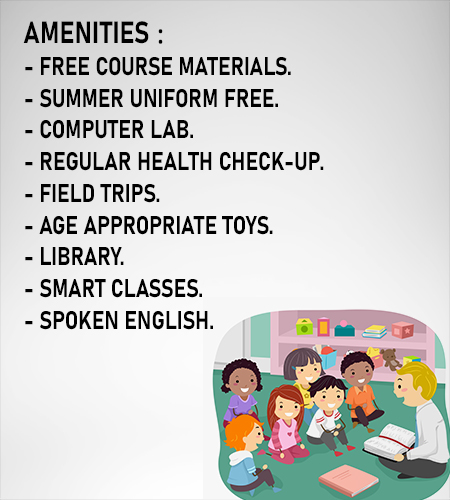 AMENITIES :
- FREE COURSE MATERIALS.
- SUMMER UNIFORM FREE.
- COMPUTER LAB.
- REGULAR HEALTH CHECK-UP.
- FIELD TRIPS.
- AGE APPROPRIATE TOYS.
- LIBRARY.
- SMART CLASSES.
- SPOKEN ENGLISH.